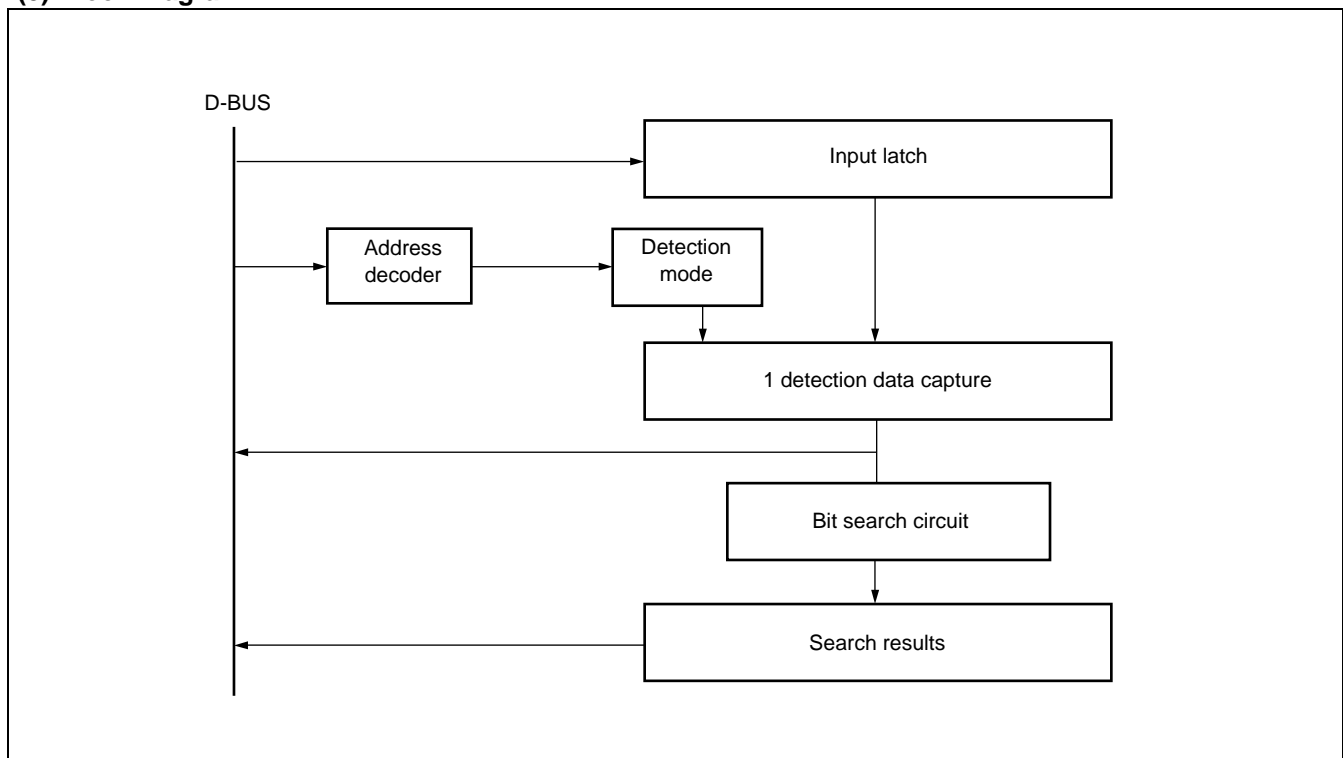 D-BUS
Input latch
Address
decoder
Detection
mode
1 detection data capture
Bit search circuit
Search results